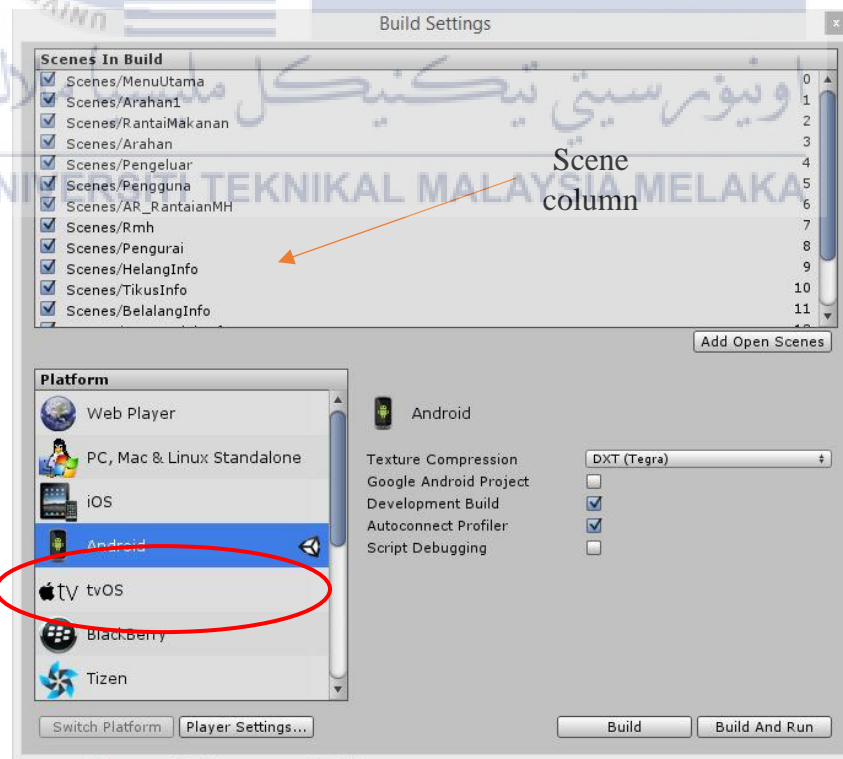 Build Settings
x
Scenes In Build
Scenes/MenuUtama 0
Scenes/Arahan1 1
Scenes/RantaiMakanan 2
Scenes/Arahan 3
Scenes/Pengeluar 4
Scenes/Pengguna 5
Scenes/AR_RantaianMH 6
Scenes/Rmh 7
Scenes/Pengurai 8
Scenes/HelangInfo 9
Scenes/TikusInfo 10
Scenes/BelalangInfo 11
Scene
column
اونيۏرسيتي تيكنيكل مليسيا
TEKNIKAL MALAYSIA MELAKA
Add Open Scenes
Platform
Web Player
PC, Mac & Linux Standalone
iOS
Android
tv tvOS
BlackBerry
Tizen
Android
Texture Compression DXT (Tegra)
Google Android Project
Development Build
Autoconnect Profiler
Script Debugging
Switch Platform Player Settings... Build Build And Run